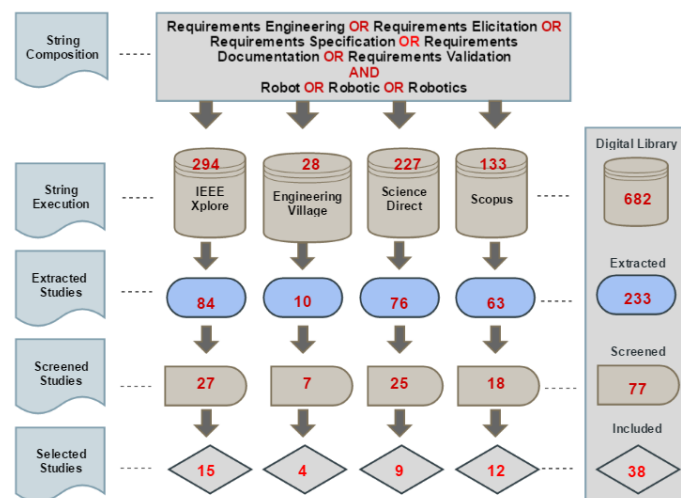 String
Composition
Requirements Engineering OR Requirements Elicitation OR
Requirements Specification OR Requirements
Documentation OR Requirements Validation
AND
Robot OR Robotic OR Robotics
String
Execution
294
IEEE
Xplore
28
Engineering
Village
227
Science
Direct
133
Scopus
Digital Library
682
Extracted
Studies
84
10
76
63
Extracted
233
Screened
Studies
27
7
25
18
Screened
77
Selected
Studies
15
4
9
12
Included
38